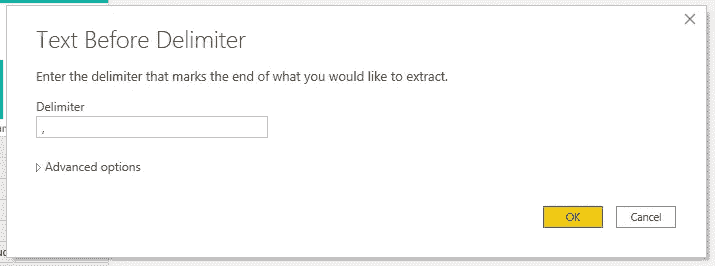 Text Before Delimiter
Enter the delimiter that marks the end of what you would like to extract.
Delimiter
,
Advanced options
OK Cancel